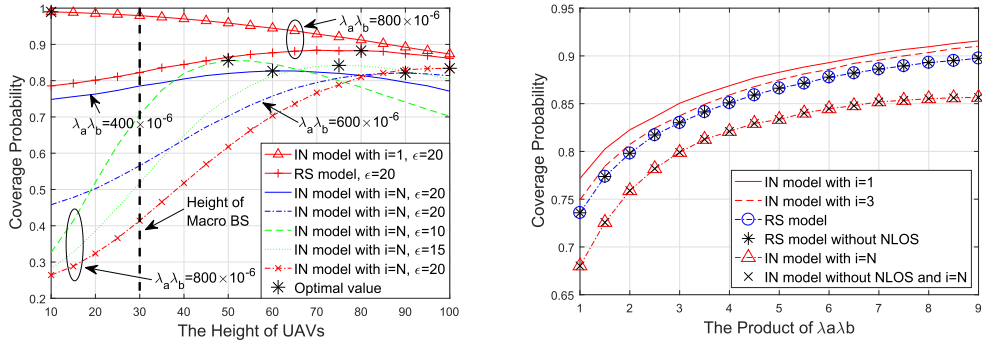 Coverage Probability
1
0.9
0.8
0.7
0.6
0.5
0.4
0.3
0.2
10 20 30 40 50 60 70 80 90 100
The Height of UAVs
λaλb=800×10^-6
λaλb=400×10^-6
λaλb=600×10^-6
Height of
Macro BS
λaλb=800×10^-6
IN model with i=1, ϵ=20
RS model, ϵ=20
IN model with i=N, ϵ=20
IN model with i=N, ϵ=20
IN model with i=N, ϵ=10
IN model with i=N, ϵ=15
IN model with i=N, ϵ=20
Optimal value
Coverage Probability
0.95
0.9
0.85
0.8
0.75
0.7
0.65
1 2 3 4 5 6 7 8 9
The Product of λaλb
IN model with i=1
IN model with i=3
RS model
RS model without NLOS
IN model with i=N
IN model without NLOS and i=N